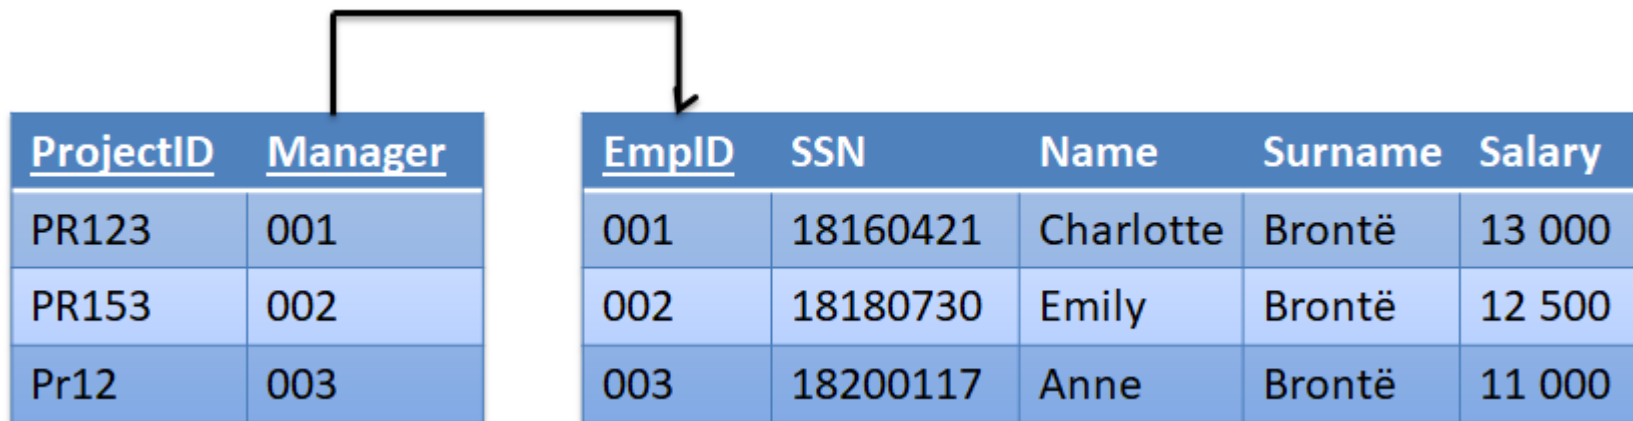 ProjectID Manager
PR123 001
PR153 002
Pr12 003
EmpID SSN Name Surname Salary
001 18160421 Charlotte Brontë 13 000
002 18180730 Emily Brontë 12 500
003 18200117 Anne Brontë 11 000